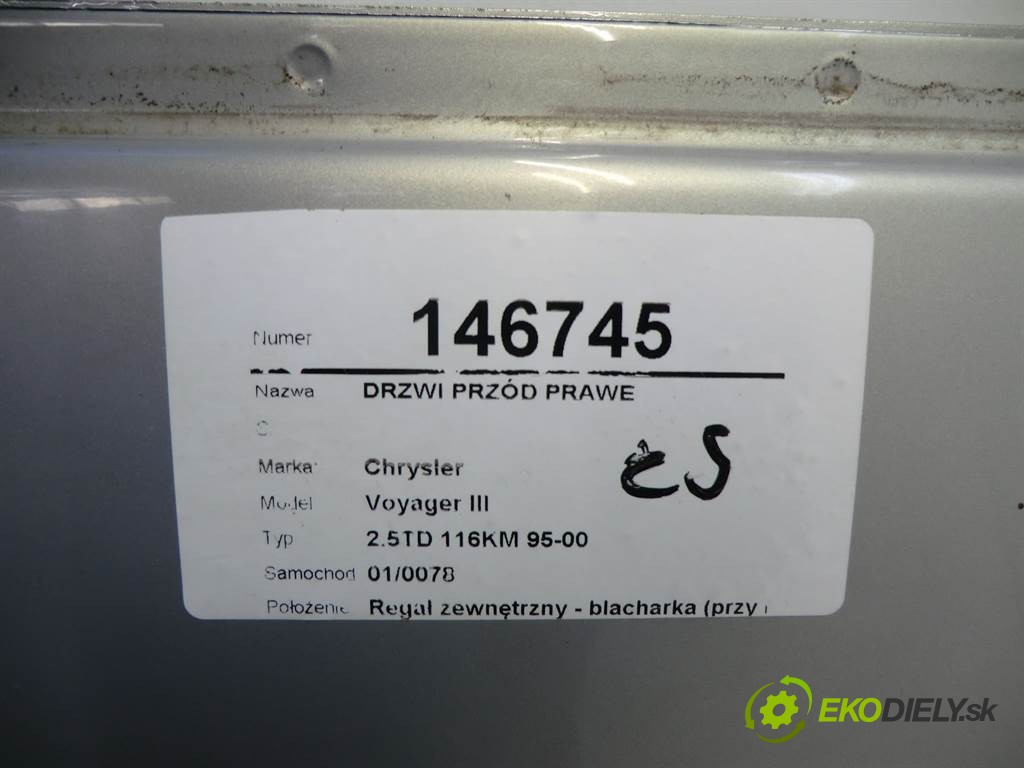 Numer 146745
Nazwa DRZWI PRZÓD PRAWE
C
Marka: Chrysler
Model Voyager III
Typ 2.5TD 116KM 95-00
Samochod 01/0078
Położenie Regał zewnętrzny - blacharka (przy
EKODIELY.sk